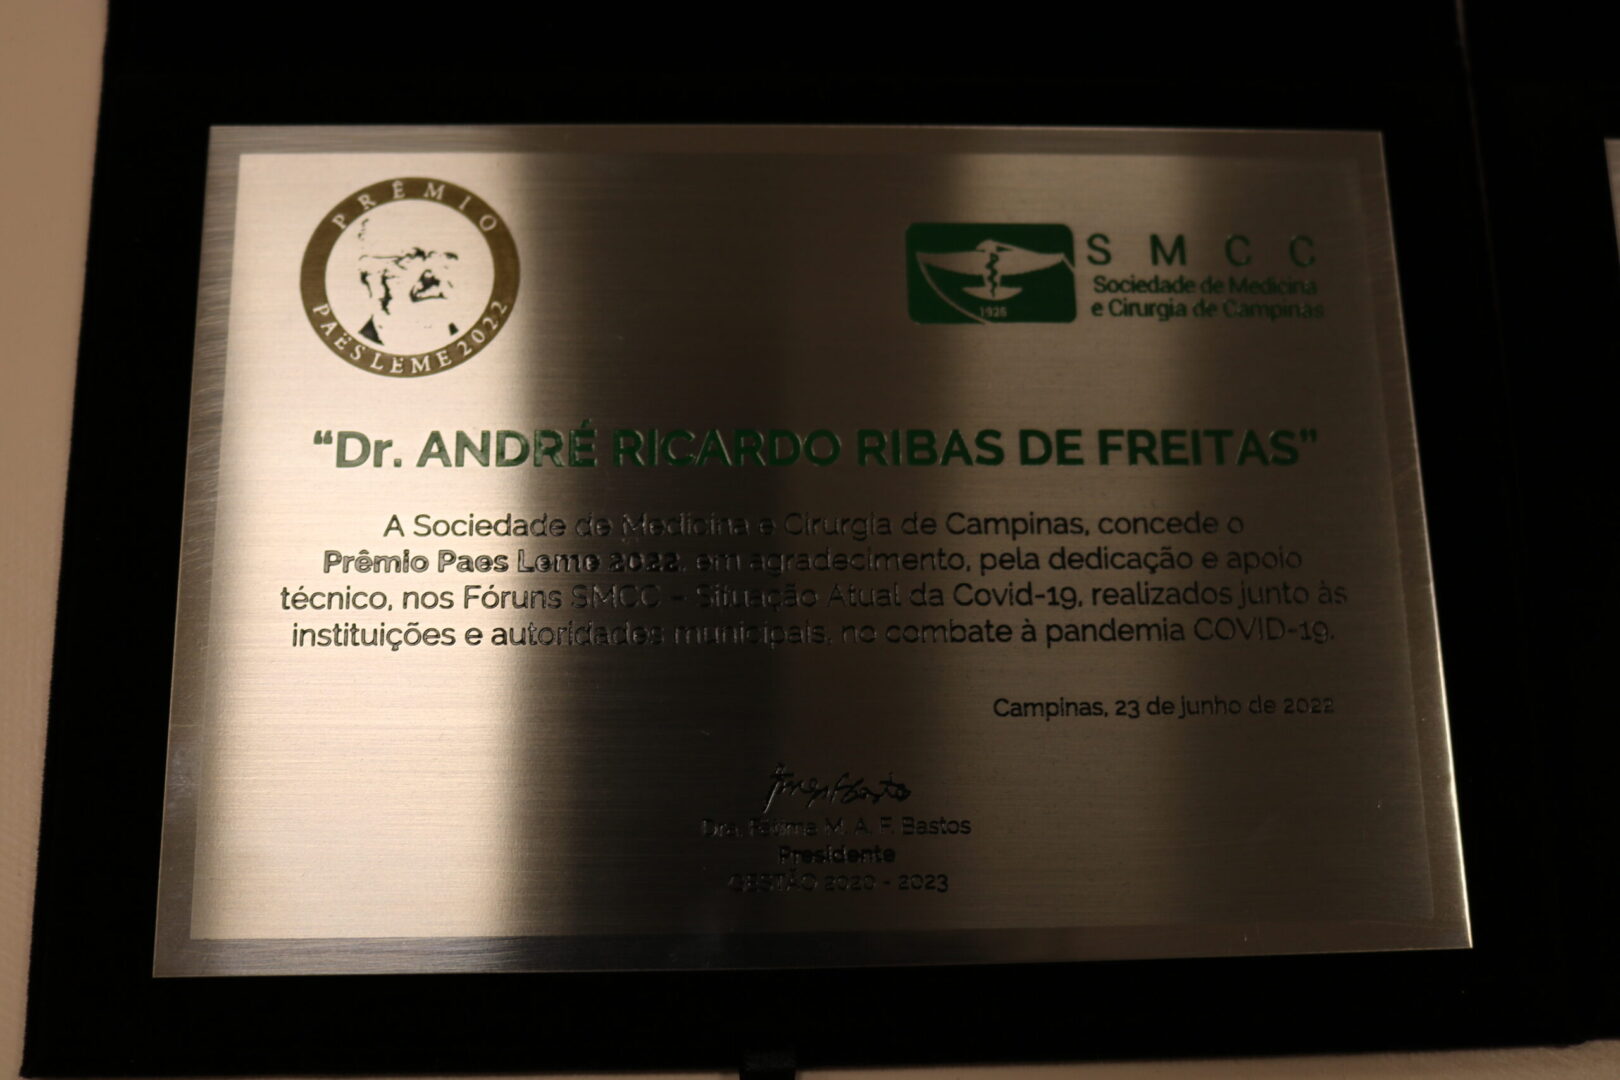 PRÊMIO
PAES LEME 2022
SMCC
Sociedade de Medicina
e Cirurgia de Campinas
1925
“Dr. ANDRÉ RICARDO RIBAS DE FREITAS”
A Sociedade de Medicina e Cirurgia de Campinas, concede o
Prêmio Paes Leme 2022, em agradecimento, pela dedicação e apoio
técnico, nos Fóruns SMCC – Situação Atual da Covid-19, realizados junto às
instituições e autoridades municipais, no combate à pandemia COVID-19.
Campinas, 23 de junho de 2022
Dra. Fátima M. A. F. Bastos
Presidente
GESTÃO 2020 - 2023